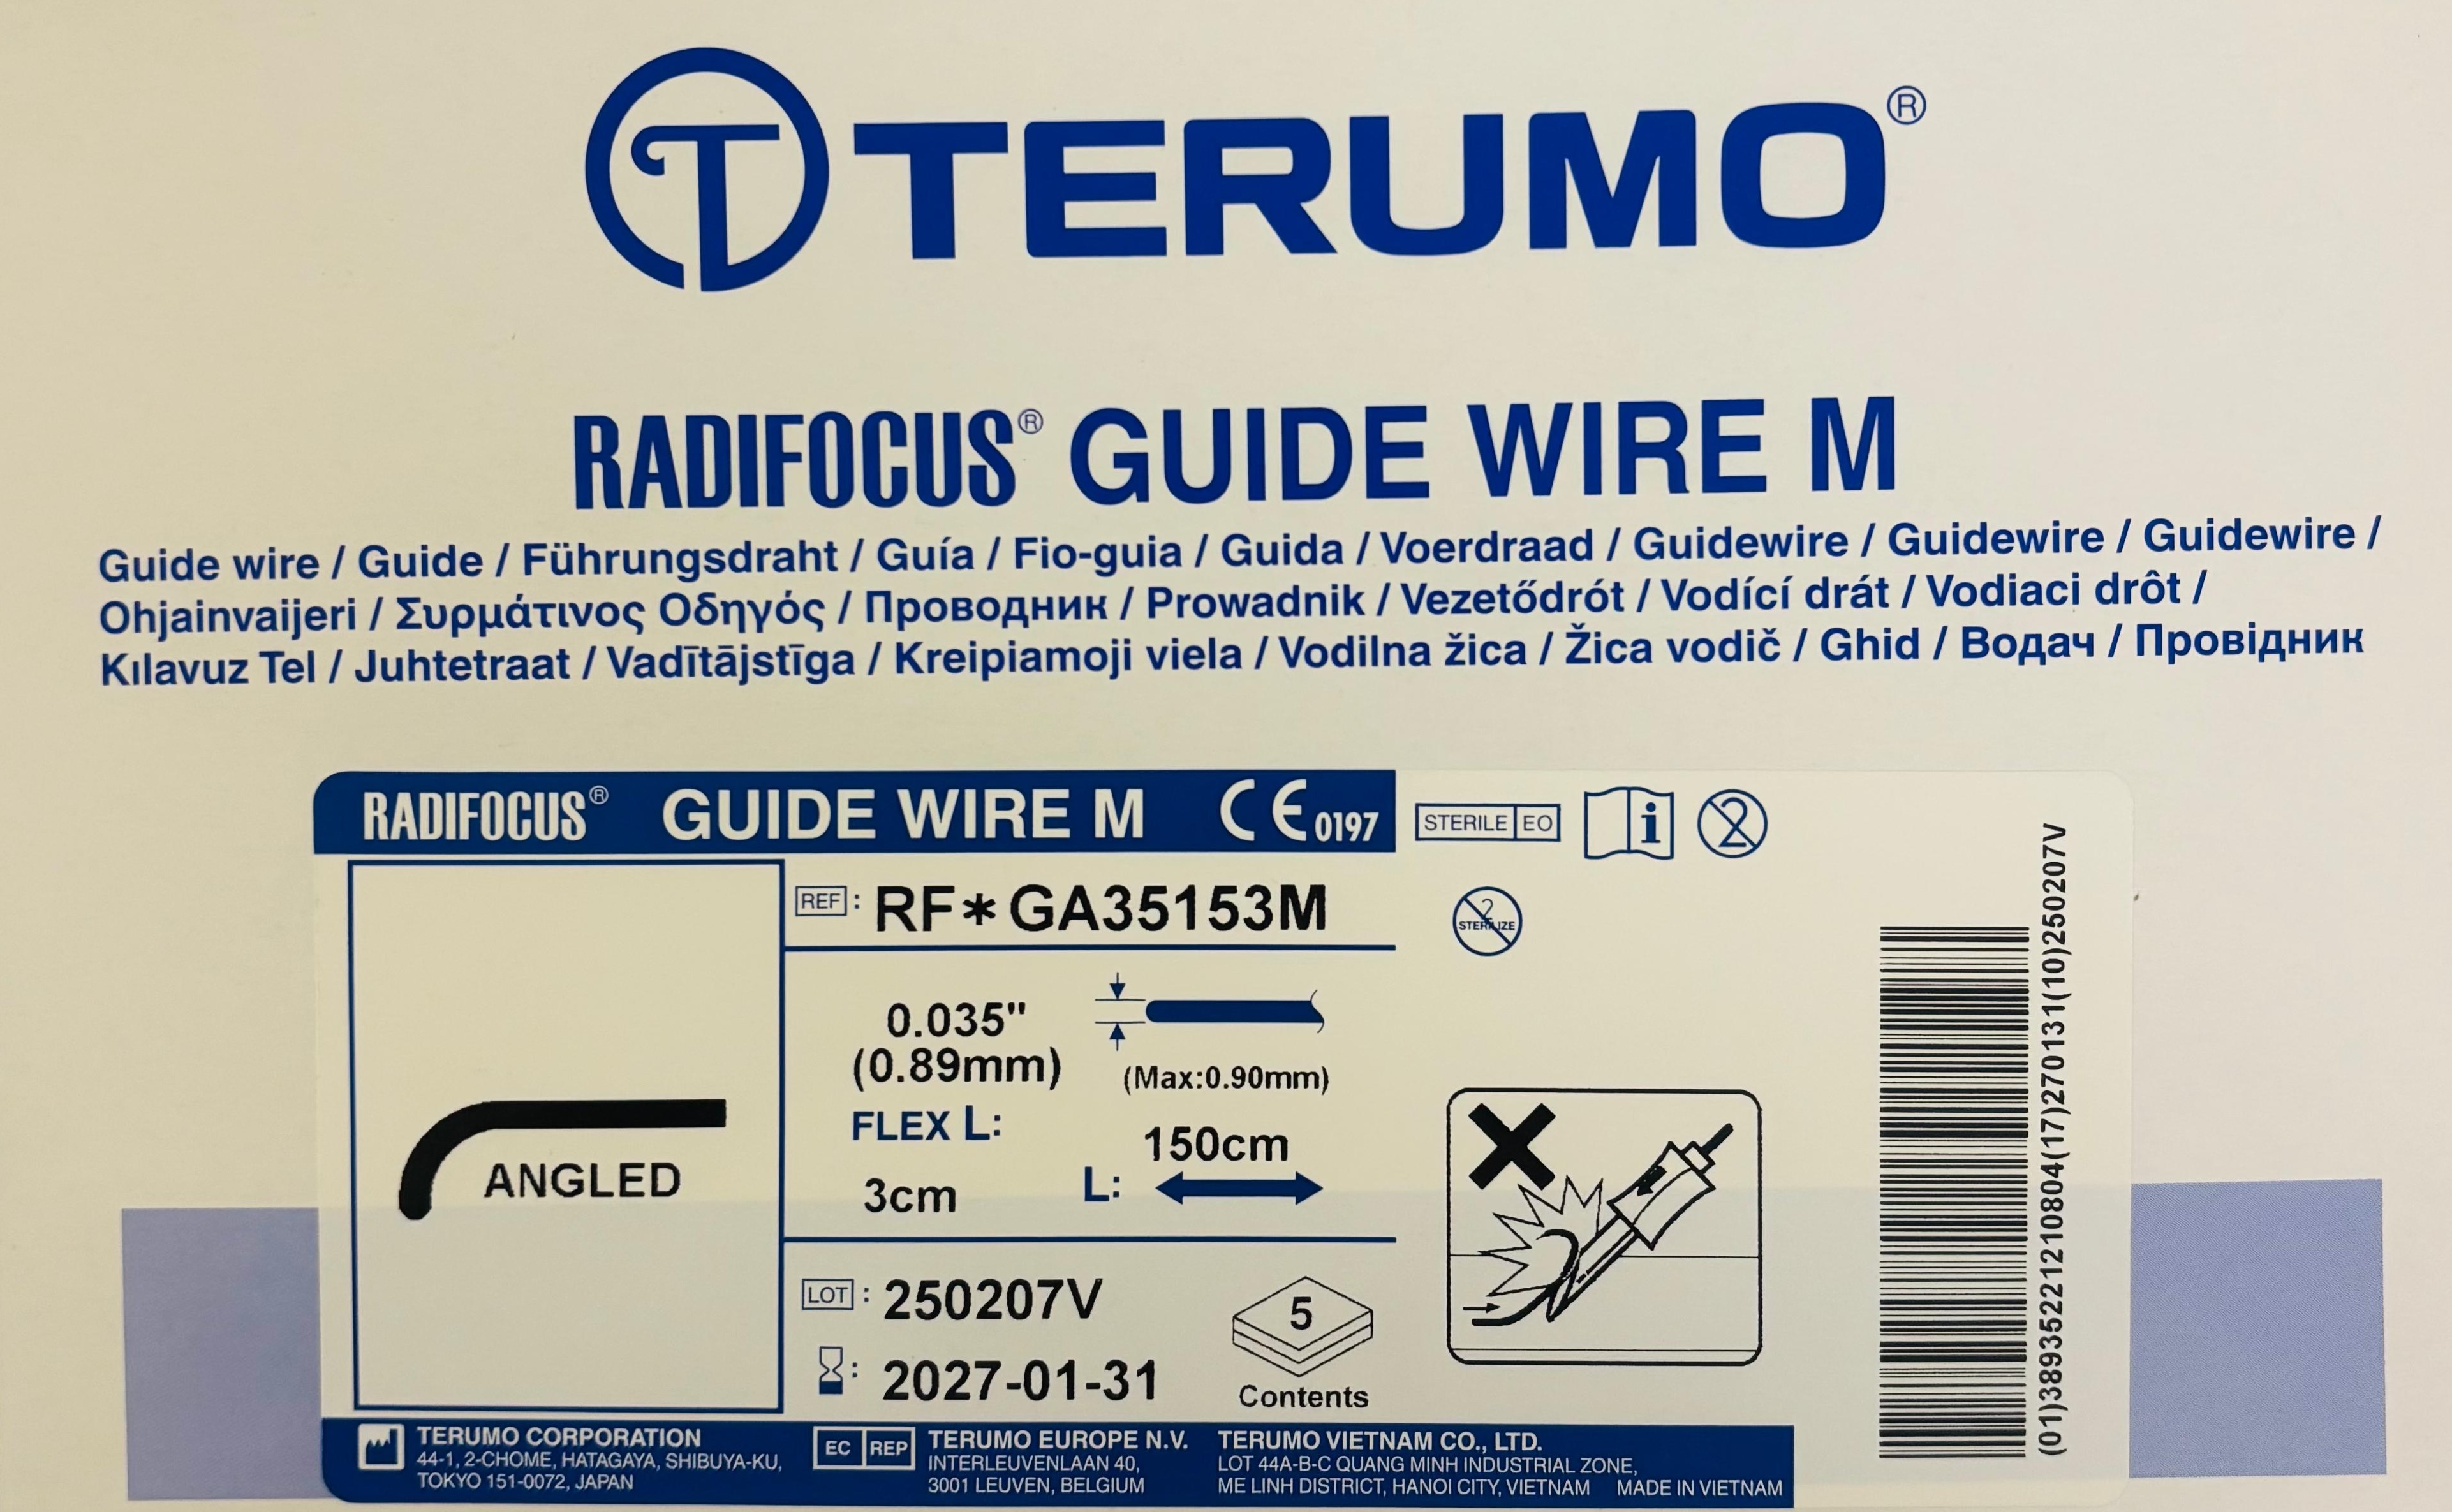 TERUMO®
RADIFOCUS® GUIDE WIRE M
Guide wire / Guide / Führungsdraht / Guía / Fio-guia / Guida / Voerdraad / Guidewire / Guidewire / Guidewire /
Ohjainvaijeri / Συρμάτινος Οδηγός / Проводник / Prowadnik / Vezetődrót / Vodící drát / Vodiaci drôt /
Kılavuz Tel / Juhtetraat / Vadītājstīga / Kreipiamoji viela / Vodilna žica / Žica vodič / Ghid / Водач / Провідник
RADIFOCUS® GUIDE WIRE M CE 0197 STERILE EO i 2
REF : RF*GA35153M
2 STERILIZE
0.035"
(0.89mm)
(Max:0.90mm)
FLEX L:
3cm
150cm
L:
ANGLED
LOT : 250207V
: 2027-01-31
5
Contents
(01)38935221210804(17)270131(10)250207V
TERUMO CORPORATION
44-1, 2-CHOME, HATAGAYA, SHIBUYA-KU,
TOKYO 151-0072, JAPAN
EC REP
TERUMO EUROPE N.V.
INTERLEUVENLAAN 40,
3001 LEUVEN, BELGIUM
TERUMO VIETNAM CO., LTD.
LOT 44A-B-C QUANG MINH INDUSTRIAL ZONE,
ME LINH DISTRICT, HANOI CITY, VIETNAM MADE IN VIETNAM